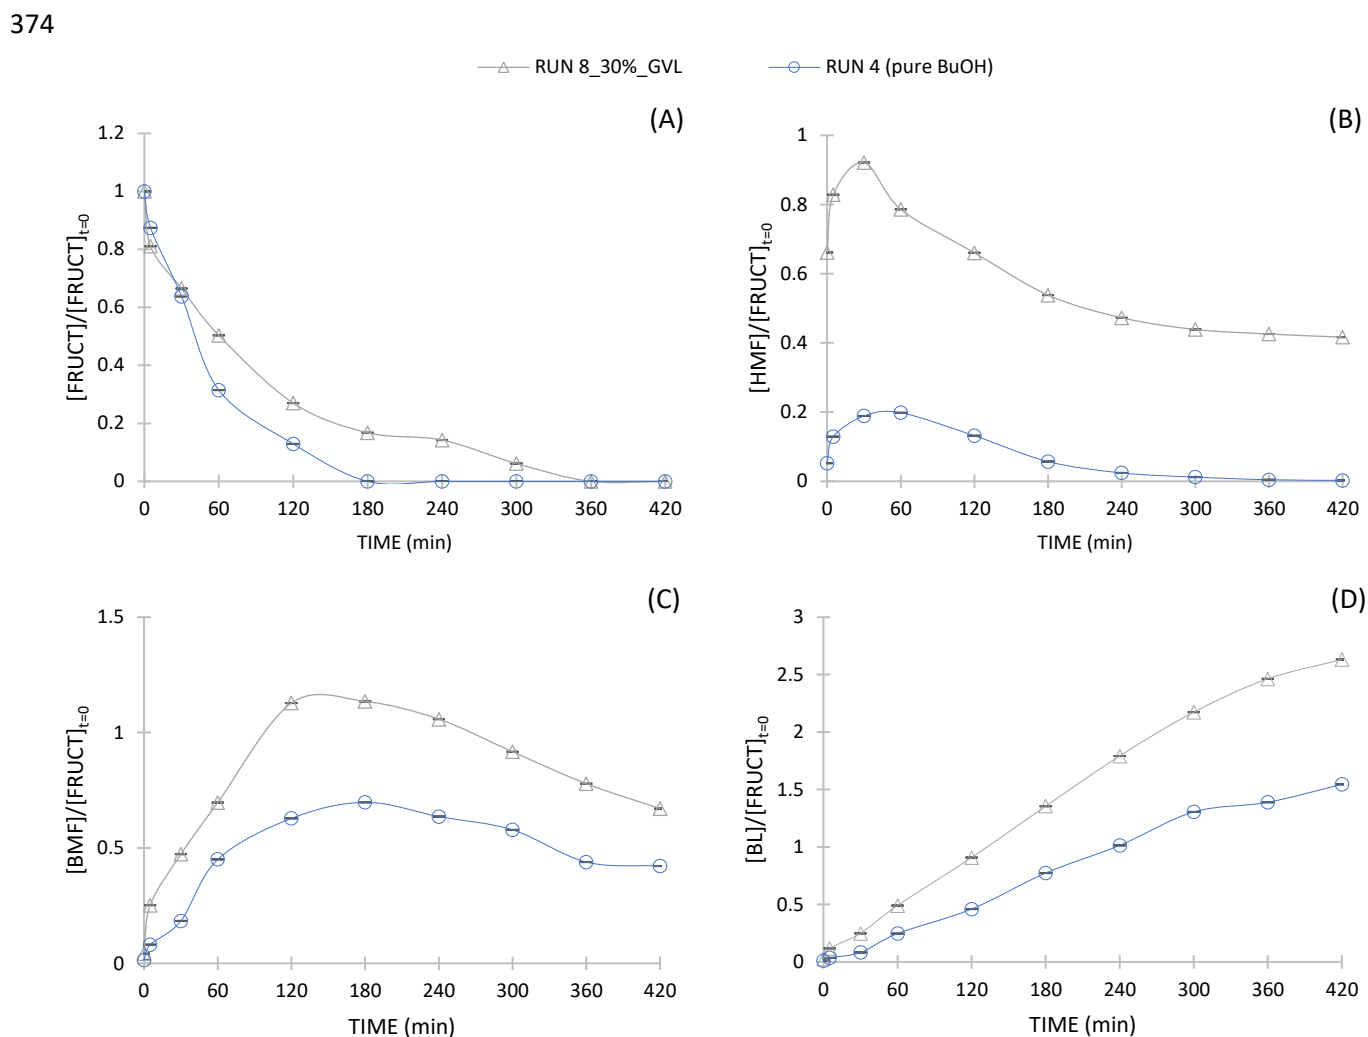 374
RUN 8_30%_GVL
RUN 4 (pure BuOH)
(A)
1.2
1
0.8
0.6
0.4
0.2
0
[FRUCT]/[FRUCT]t=0
0 60 120 180 240 300 360 420
TIME (min)
(B)
1
0.8
0.6
0.4
0.2
0
[HMF]/[FRUCT]t=0
0 60 120 180 240 300 360 420
TIME (min)
(C)
1.5
1
0.5
0
[BMF]/[FRUCT]t=0
0 60 120 180 240 300 360 420
TIME (min)
(D)
3
2.5
2
1.5
1
0.5
0
[BL]/[FRUCT]t=0
0 60 120 180 240 300 360 420
TIME (min)